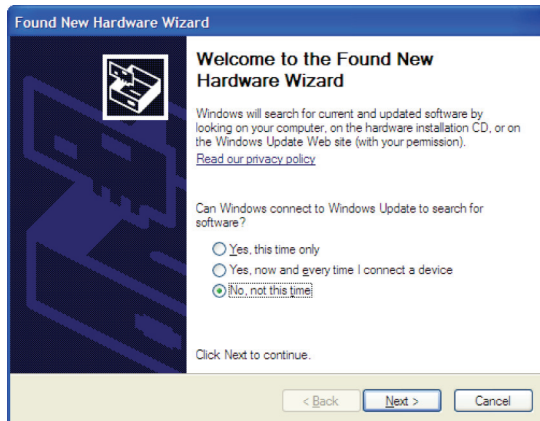 Found New Hardware Wizard
Welcome to the Found New
Hardware Wizard
Windows will search for current and updated software by
looking on your computer, on the hardware installation CD, or on
the Windows Update Web site (with your permission).
Read our privacy policy
Can Windows connect to Windows Update to search for
software?
Yes, this time only
Yes, now and every time I connect a device
No, not this time
Click Next to continue.
< Back Next > Cancel